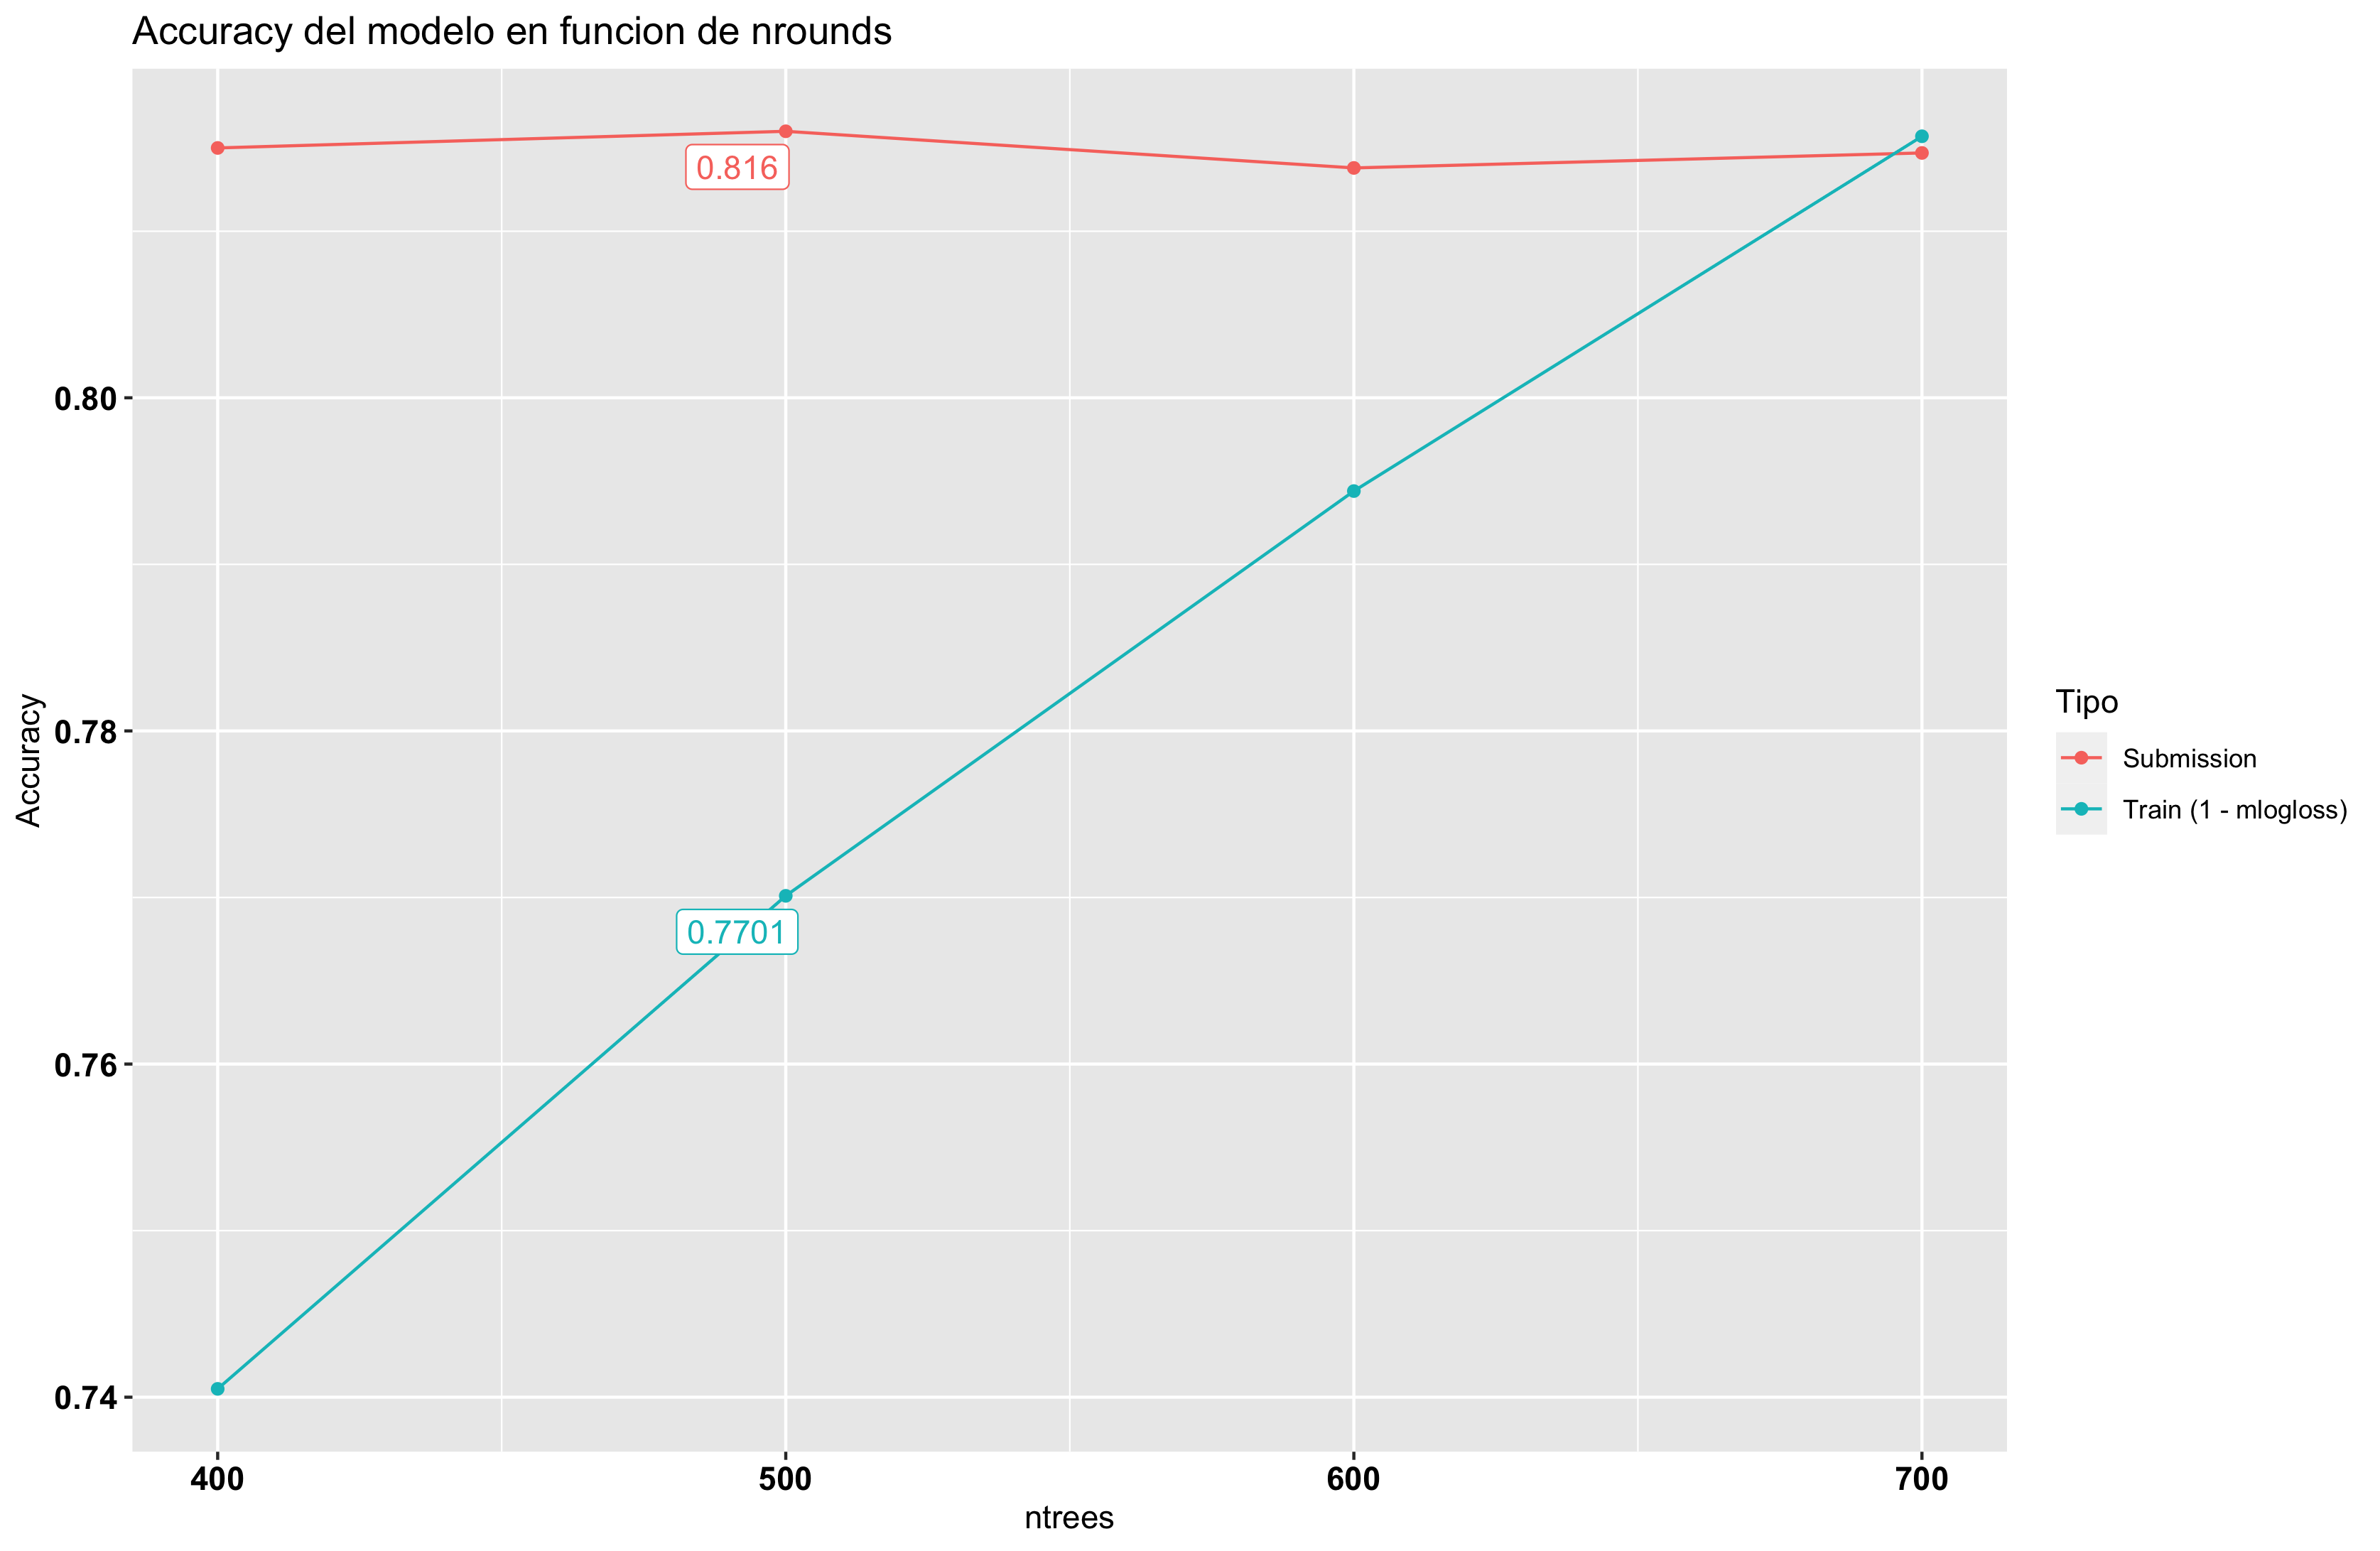 Accuracy del modelo en funcion de nrounds
0.816
0.7701
0.80
0.78
0.76
0.74
Accuracy
400 500 600 700
ntrees
Tipo
Submission
Train (1 - mlogloss)